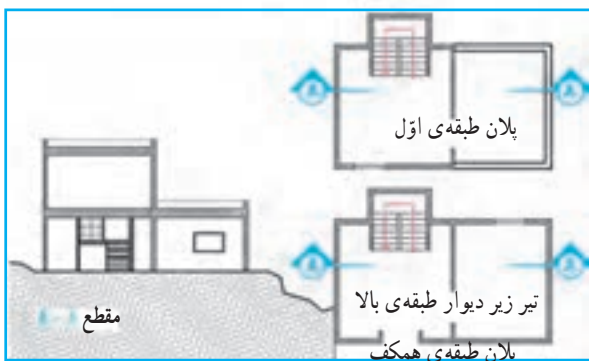 پلان طبقه‌ی اوّل
تیر زیر دیوار طبقه‌ی بالا
پلان طبقه‌ی همکف
مقطع A-A